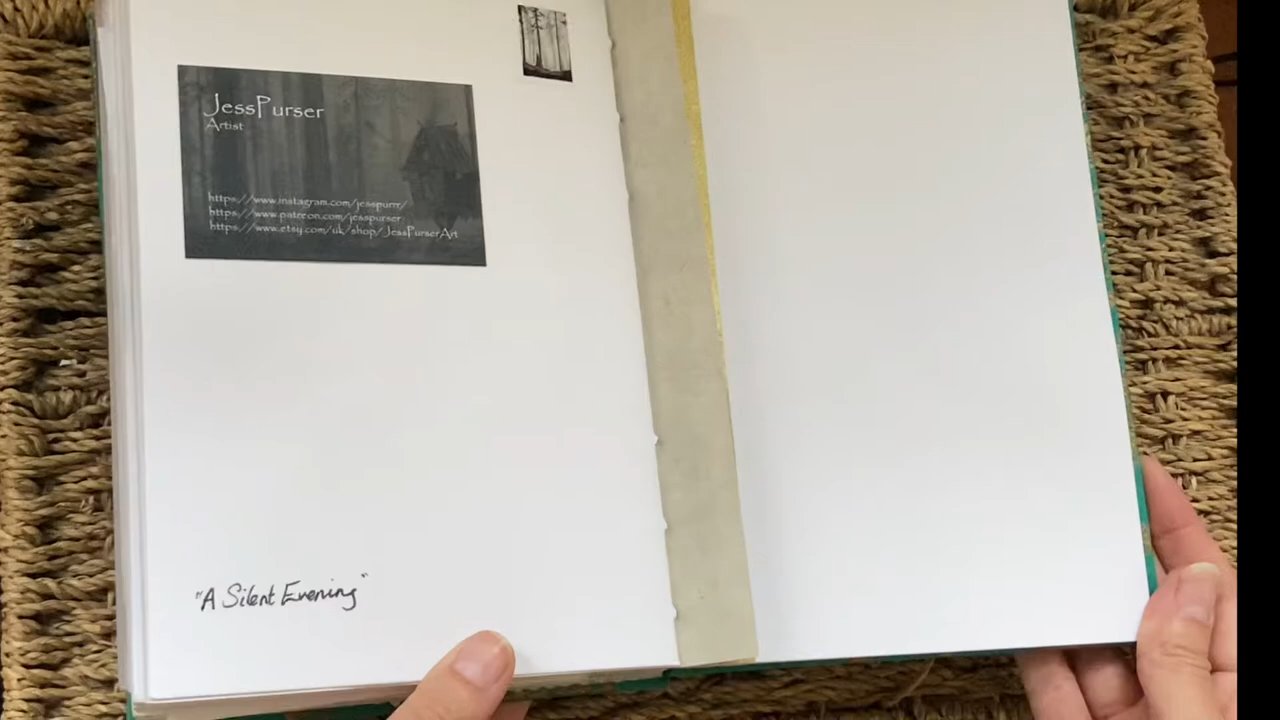 JessPurser
Artist
https://www.instagram.com/jesspurrr/
https://www.patreon.com/jesspurser
https://www.etsy.com/uk/shop/JessPurserArt
"A Silent Evening"